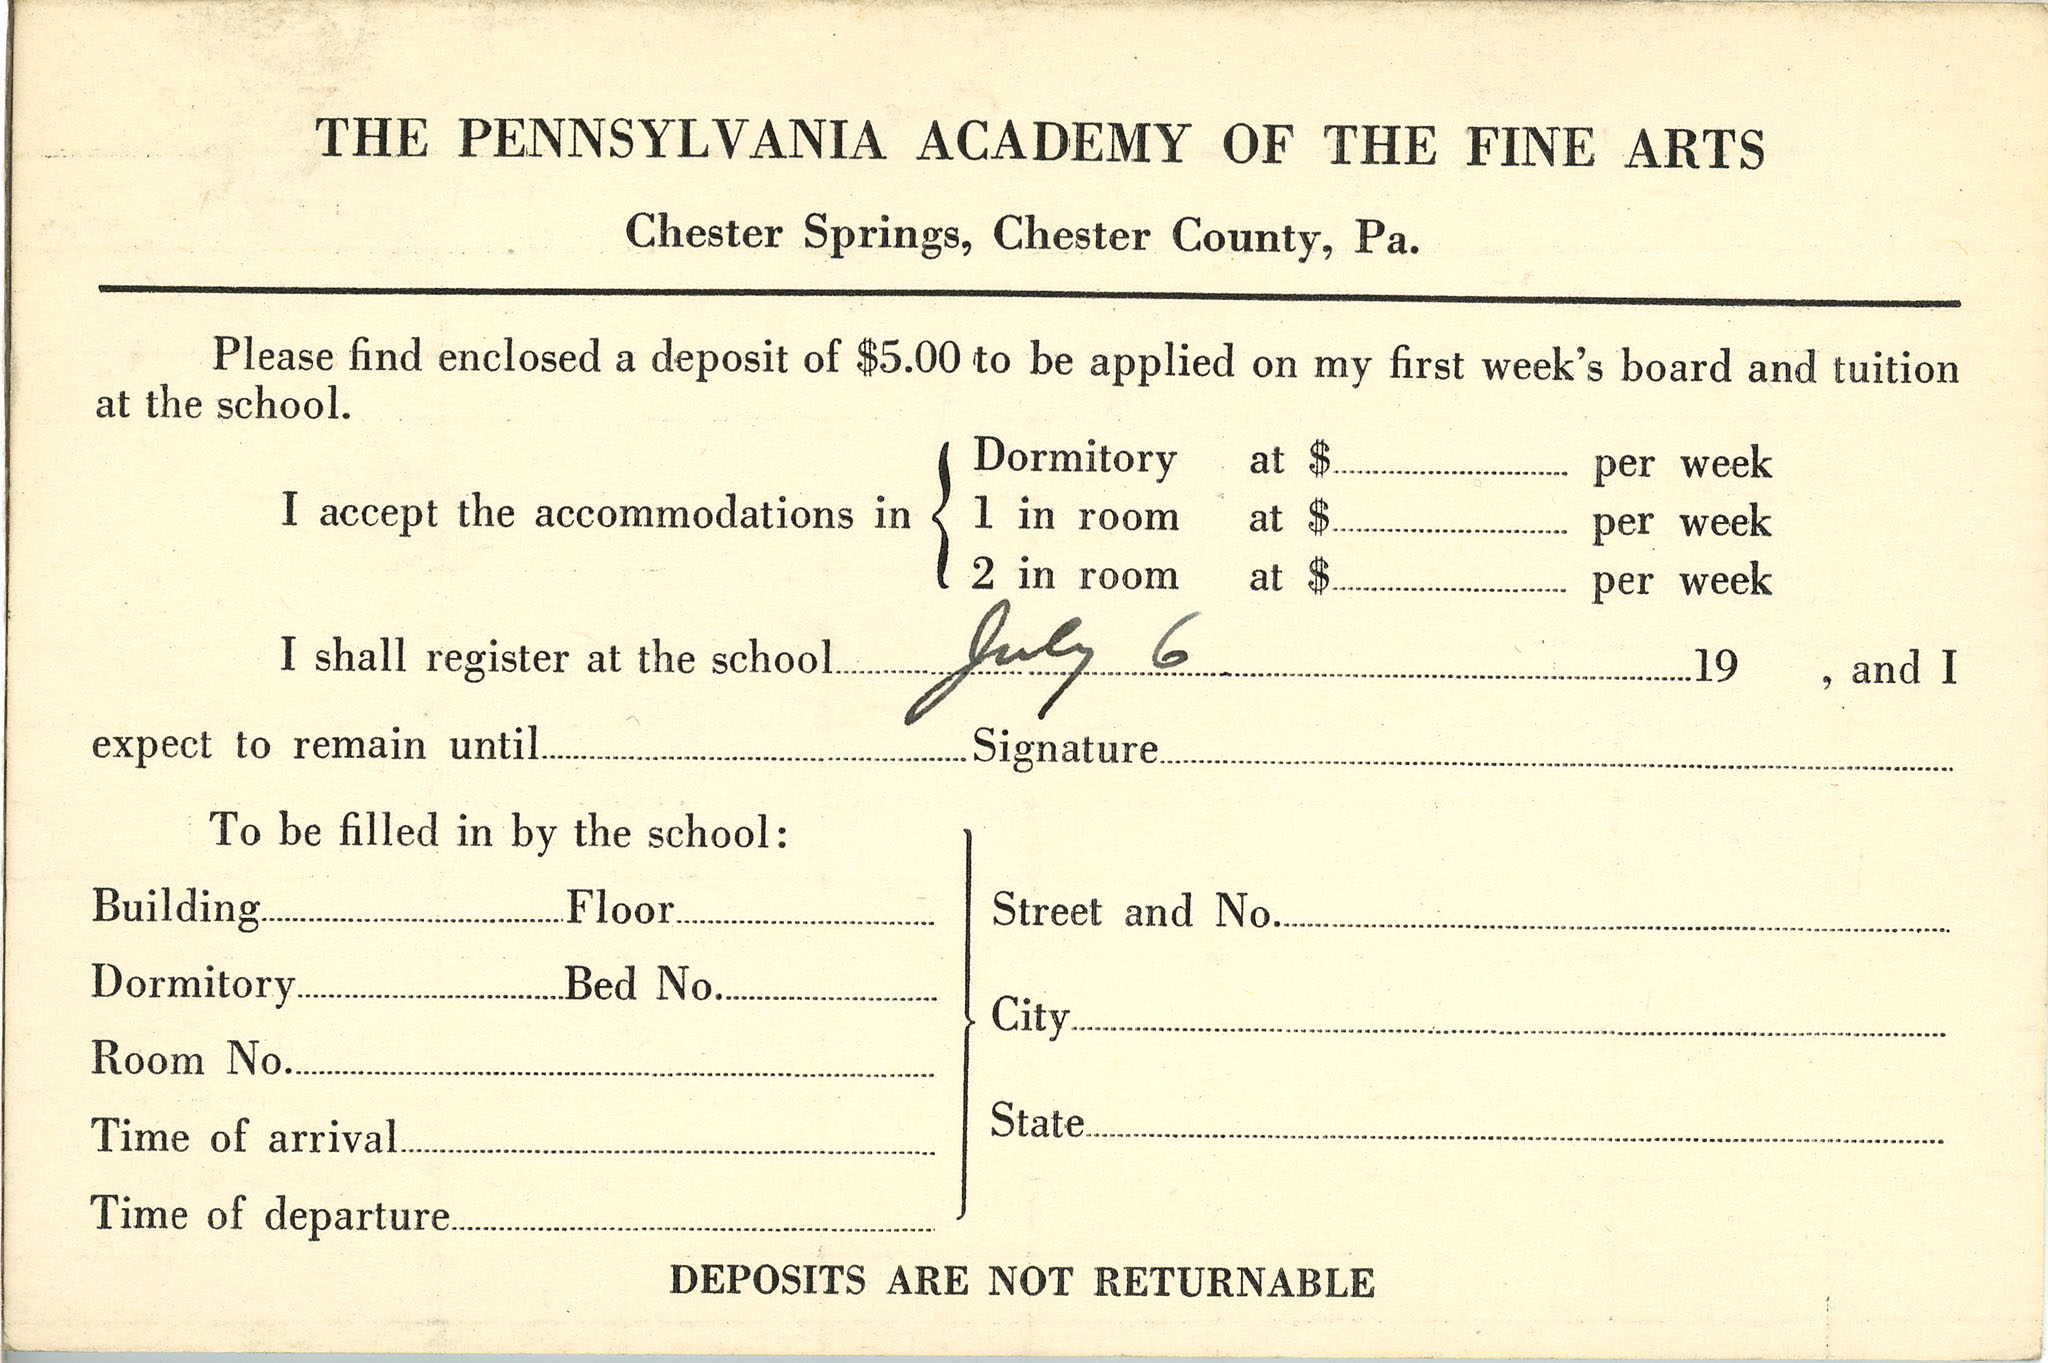 THE PENNSYLVANIA ACADEMY OF THE FINE ARTS
Chester Springs, Chester County, Pa.
Please find enclosed a deposit of $5.00 to be applied on my first week's board and tuition
at the school.
I accept the accommodations in { Dormitory at $ per week
1 in room at $ per week
2 in room at $ per week
I shall register at the school July 6 19 , and I
expect to remain until Signature
To be filled in by the school:
Building Floor
Dormitory Bed No.
Room No.
Time of arrival
Time of departure
Street and No.
City
State
DEPOSITS ARE NOT RETURNABLE